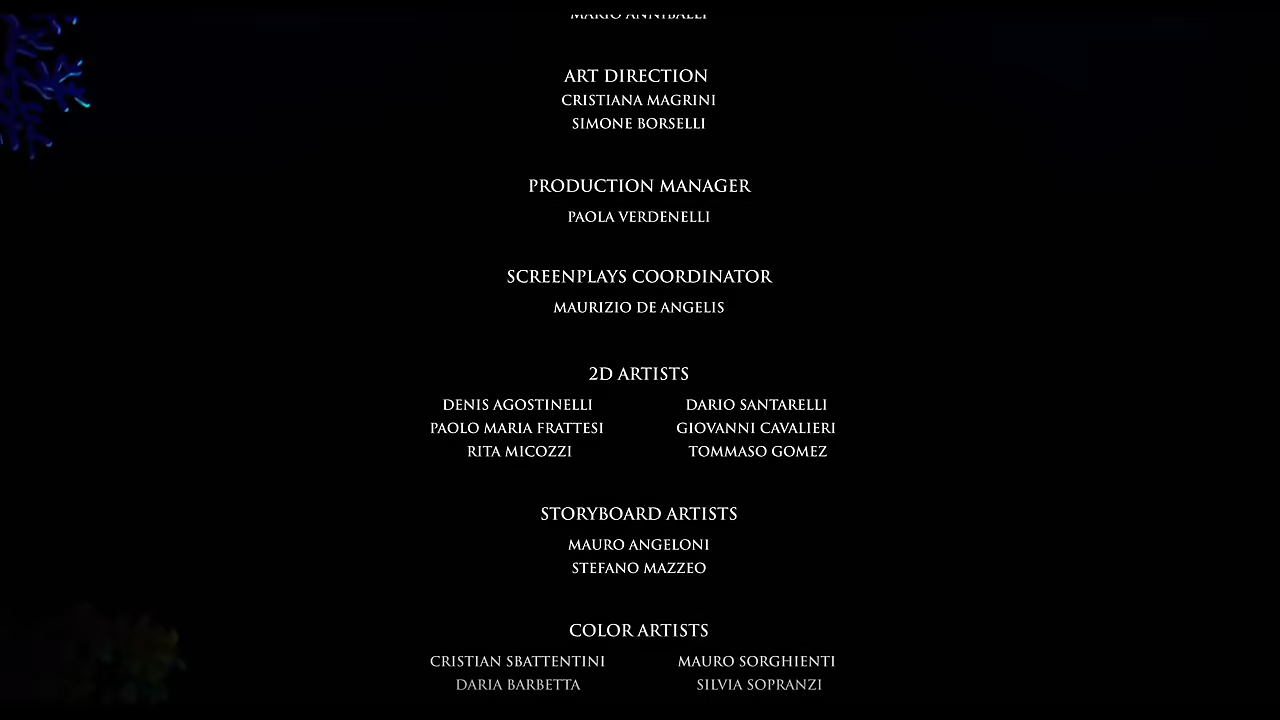 MARIO ANNIBALLI
ART DIRECTION
CRISTIANA MAGRINI
SIMONE BORSELLI
PRODUCTION MANAGER
PAOLA VERDENELLI
SCREENPLAYS COORDINATOR
MAURIZIO DE ANGELIS
2D ARTISTS
DENIS AGOSTINELLI DARIO SANTARELLI
PAOLO MARIA FRATTESI GIOVANNI CAVALIERI
RITA MICOZZI TOMMASO GOMEZ
STORYBOARD ARTISTS
MAURO ANGELONI
STEFANO MAZZEO
COLOR ARTISTS
CRISTIAN SBATTENTINI MAURO SORGHIENTI
DARIA BARBETTA SILVIA SOPRANZI